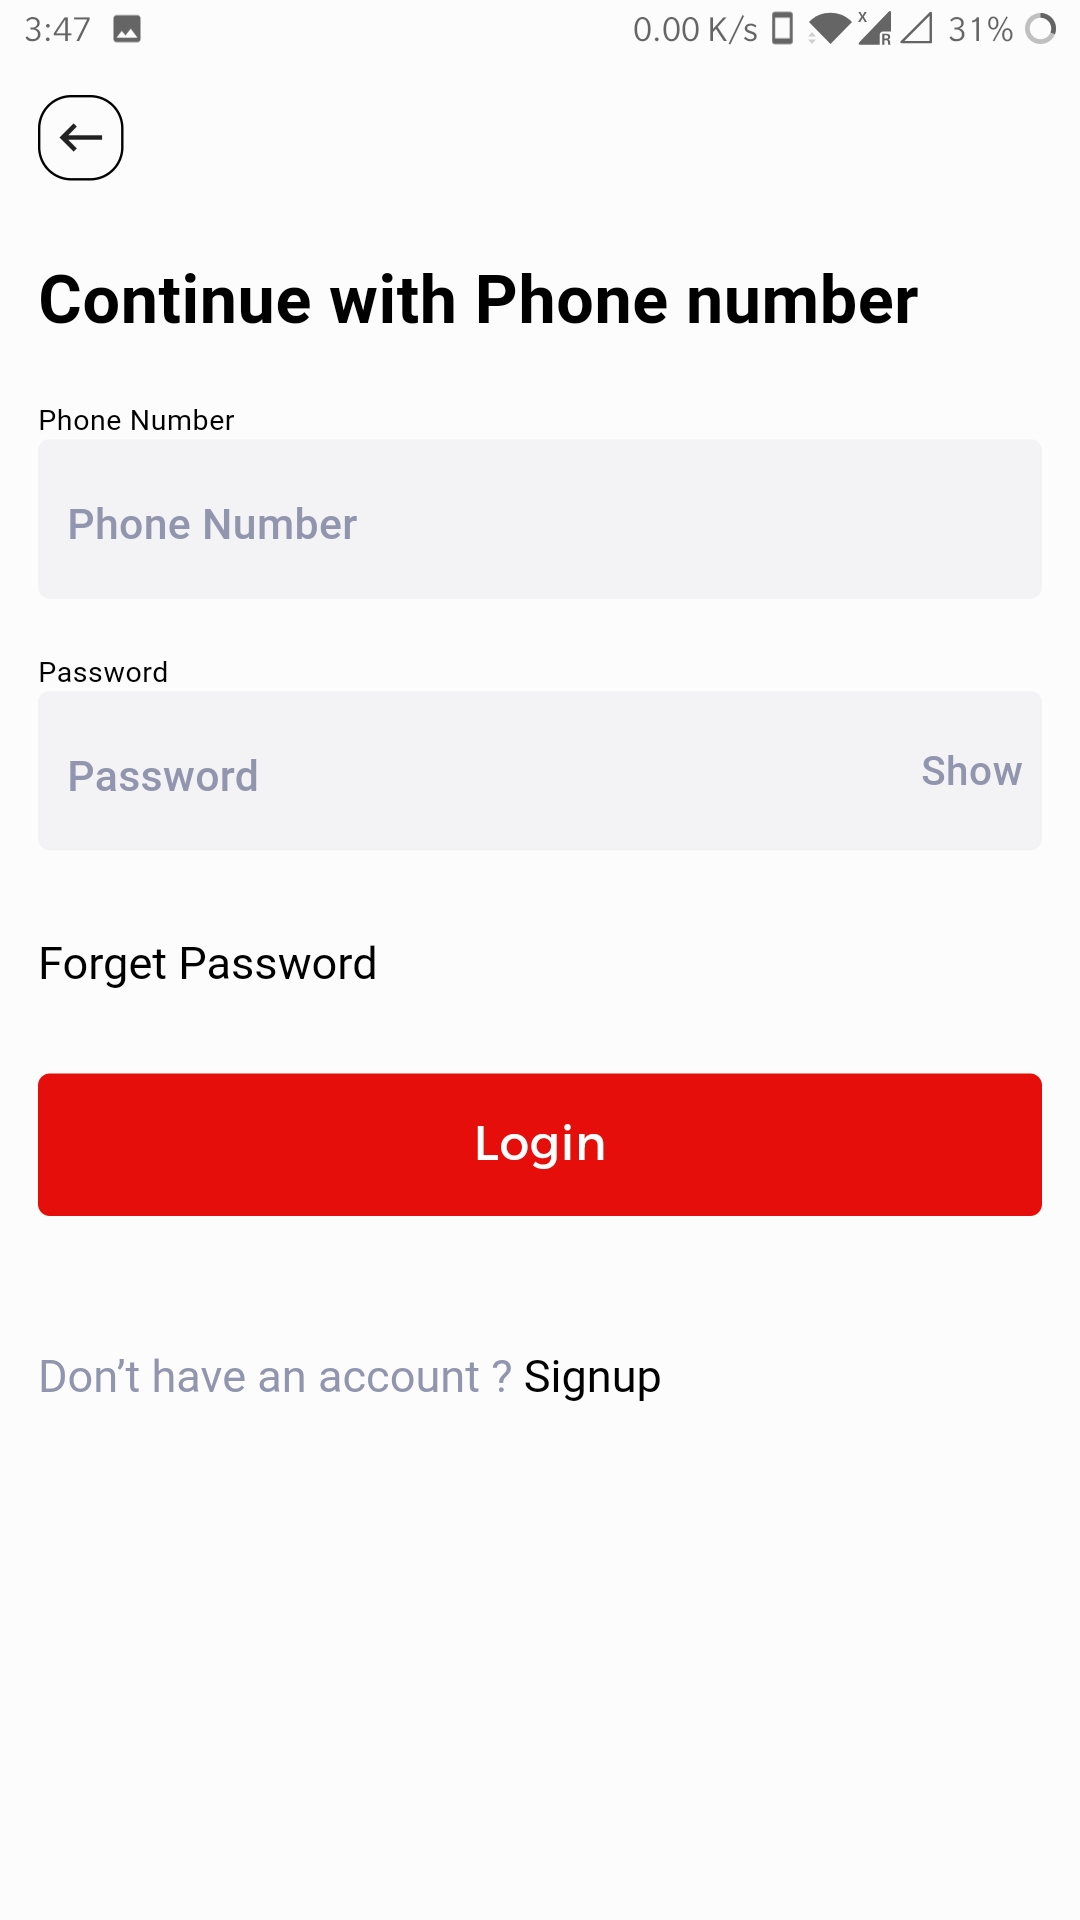 3:47 0.00 K/s X R 31%
Continue with Phone number
Phone Number
Phone Number
Password
Password Show
Forget Password
Login
Don’t have an account ? Signup